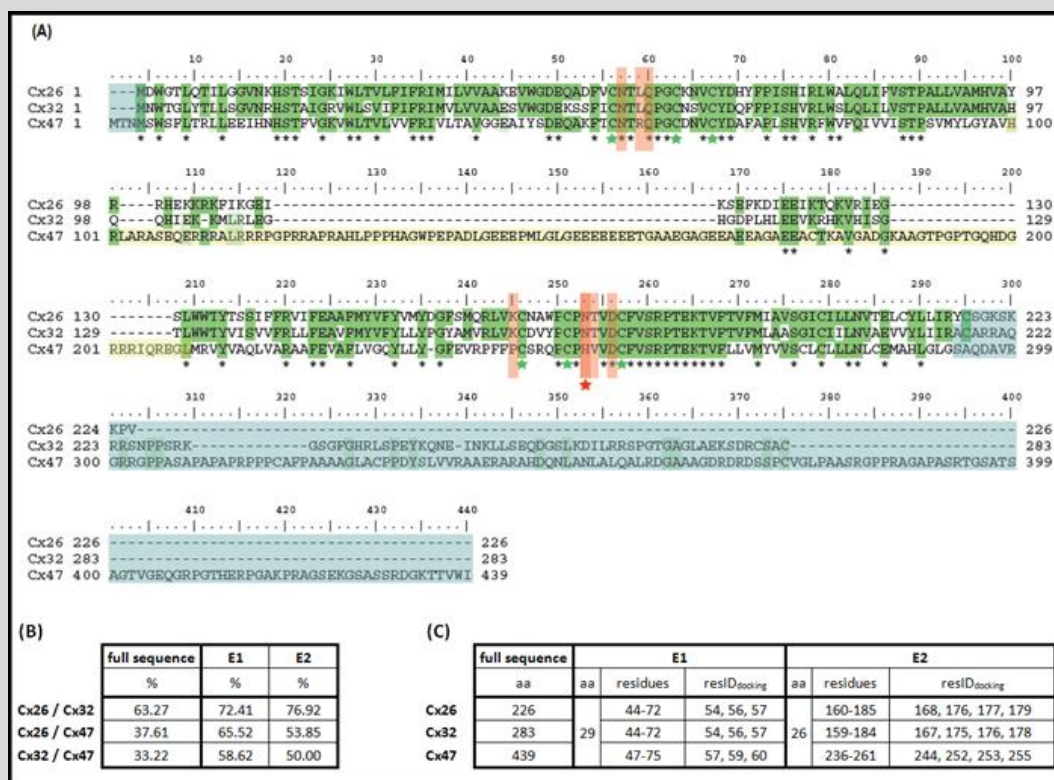 (A)
10 20 30 40 50 60 70 80 90 100
Cx26 1 ---MDWGTLQTILGGVNKHSTSIGKIWLTVLFIFRIMILVVAAKEVWGDEQADFVCNTLQPGCKNVCYDHYFPISHIRLWALQLIFVSTPALLVAMHVAY 97
Cx32 1 ---MNWTGLYTLLSGVNRHSTAIGRVWLSVIFIFRIMVLVVAAESVWGDEKSSFICNTLQPGCNSVCYDQFFPISHVRLWSLQLILVSTPALLVAMHVAH 97
Cx47 1 MTNMSWSFLTRLLEEIHNHSTFVGKVWLTVLVVFRIVLTAVGGEAIYSDEQAKFTCNTRQPGCDNVCYDAFAPLSHVRFWVFQIVVISTPSVMYLGYAVH 100
110 120 130 140 150 160 170 180 190 200
Cx26 98 R---RHEKKRKFIKGEI--------------------------------------------------KSEFKDIEEIKTQKVRIEG-------------- 130
Cx32 98 Q---QHIEK-KMLRLEG--------------------------------------------------HGDPLHLEEVKRHKVHISG-------------- 129
Cx47 101 RLARASEQERRRALRRRPGPRRAPRAHLPPPHAGWPEPADLGEEEPMLGLGEEEEEEETGAAEGAGEEAEEAGAEEACTKAVGADGKAAGTPGPTGQHDG 200
210 220 230 240 250 260 270 280 290 300
Cx26 130 -------SLWWTYTSSIFFRVIFEAAFMYVFYVMYDGFSMQRLVKCNAWPCPNTVDCFVSRPTEKTVFTVFMIAVSGICILLNVTELCYLLIRYCSGKSK 223
Cx32 129 -------TLWWTYVISVVFRLLFEAVFMYVFYLLYPGYAMVRLVKCDVYPCPNTVDCFVSRPTEKTVFTVFMLAASGICIILNVAEVVYLIIRACARRAQ 222
Cx47 201 RRRIQREGLMRVYVAQLVARAAFEVAFLVGQYLLYG-FEVRPFFPCSRQPCPHVVDCFVSRPTEKTVFLLVMYVVSCLCLLLNLCEMAHLGLGSAQDAVR 299
310 320 330 340 350 360 370 380 390 400
Cx26 224 KPV------------------------------------------------------------------------------------------------- 226
Cx32 223 RRSNPPSRK------------GSGFGHRLSPEYKQNE-INKLLSEQDGSLKDILRRSPGTGAGLAEKSDRCSAC-------------------------- 283
Cx47 300 GRRGPPASAPAPAPRPPPCAFPAAAAGLACPPDYSLVVRAAERARAHDQNLANLALQALRDGAAAGDRDRDSSPCVGLPAASRGPPRAGAPASRTGSATS 399
410 420 430 440
Cx26 226 ---------------------------------------- 226
Cx32 283 ---------------------------------------- 283
Cx47 400 AGTVGEQGRPGTHERPGAKPRAGSEKGSASSRDGKTTVWI 439
(B)
full sequence E1 E2
% % %
Cx26 / Cx32 63.27 72.41 76.92
Cx26 / Cx47 37.61 65.52 53.85
Cx32 / Cx47 33.22 58.62 50.00
(C)
full sequence E1 E2
aa aa residues resIDdocking aa residues resIDdocking
Cx26 226 29 44-72 54, 56, 57 26 160-185 168, 176, 177, 179
Cx32 283 44-72 54, 56, 57 159-184 167, 175, 176, 178
Cx47 439 47-75 57, 59, 60 236-261 244, 252, 253, 255